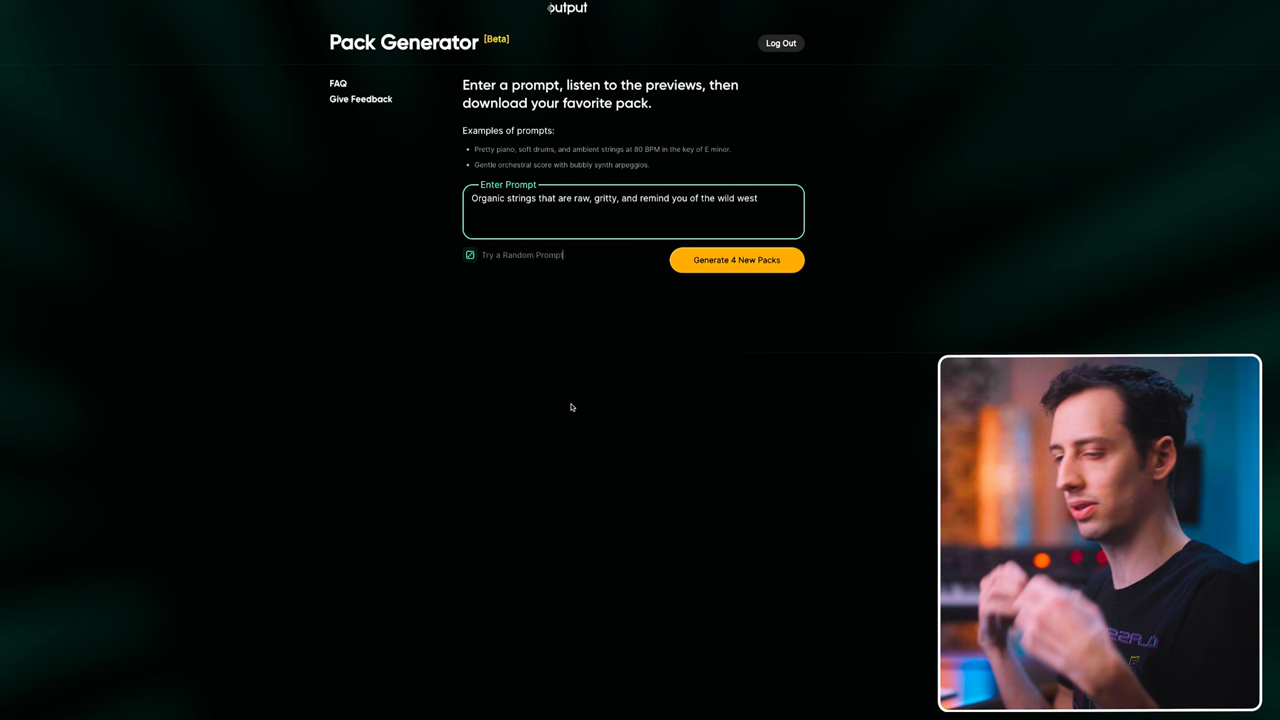 output
Pack Generator [Beta]
Log Out
FAQ
Give Feedback
Enter a prompt, listen to the previews, then
download your favorite pack.
Examples of prompts:
Pretty piano, soft drums, and ambient strings at 80 BPM in the key of E minor.
Gentle orchestral score with bubbly synth arpeggios.
Enter Prompt
Organic strings that are raw, gritty, and remind you of the wild west
Try a Random Prompt
Generate 4 New Packs